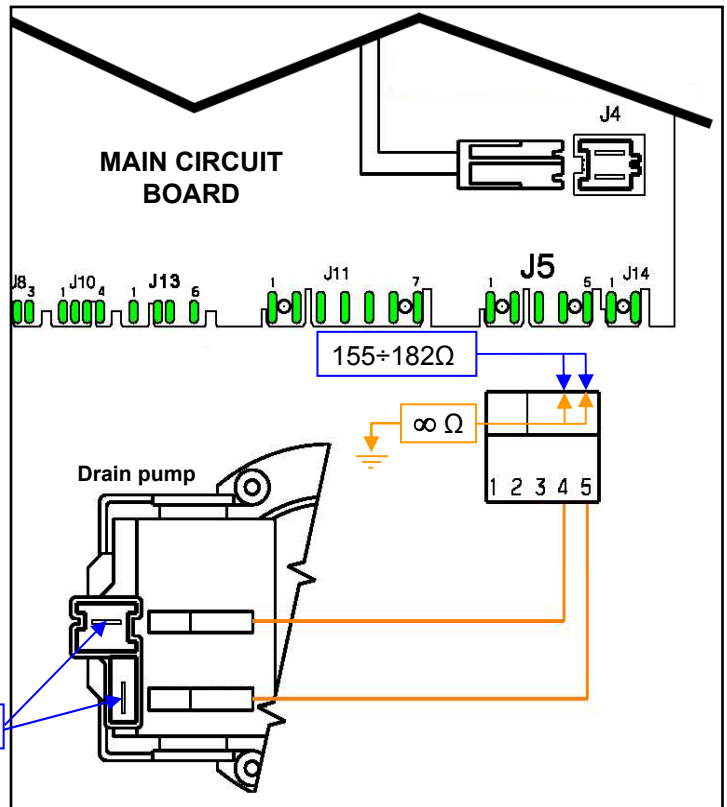 J4
MAIN CIRCUIT
BOARD
J8 J10 J13 J11 J5 J14
3 1 4 1 6 1 7 1 5 1
155÷182Ω
∞ Ω
Drain pump
1 2 3 4 5